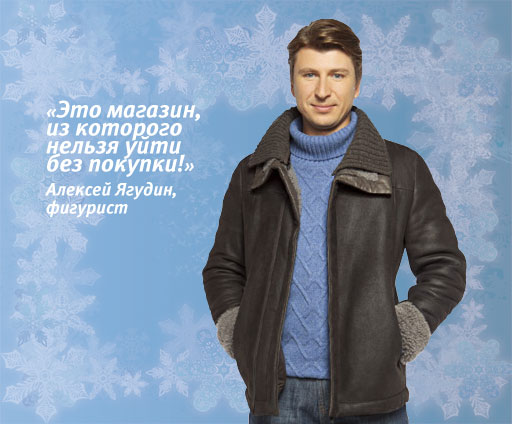 «Это магазин,
из которого
нельзя уйти
без покупки!»
Алексей Ягудин,
фигурист